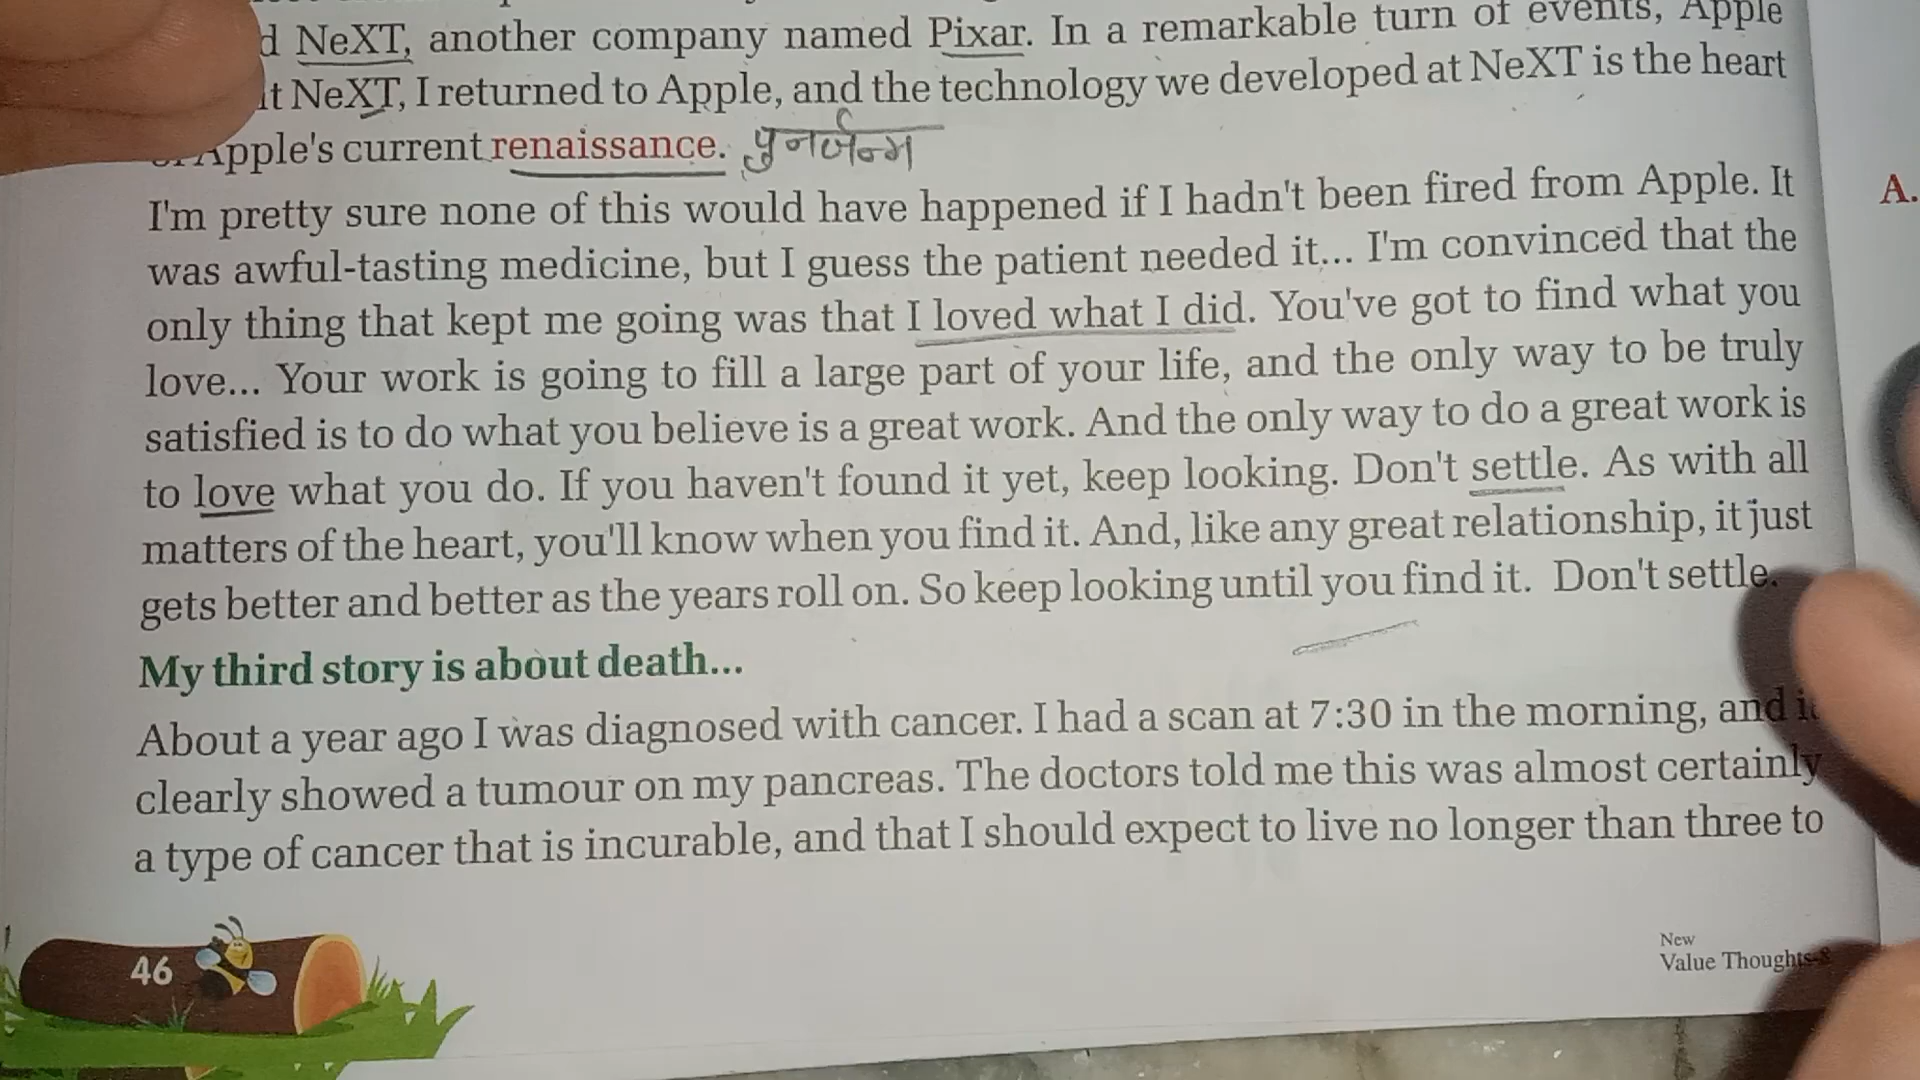 d NeXT, another company named Pixar. In a remarkable turn of events, Apple
NeXT, I returned to Apple, and the technology we developed at NeXT is the heart
Apple's current renaissance. पुनर्जन्म
I'm pretty sure none of this would have happened if I hadn't been fired from Apple. It
was awful-tasting medicine, but I guess the patient needed it... I'm convinced that the
only thing that kept me going was that I loved what I did. You've got to find what you
love... Your work is going to fill a large part of your life, and the only way to be truly
satisfied is to do what you believe is a great work. And the only way to do a great work is
to love what you do. If you haven't found it yet, keep looking. Don't settle. As with all
matters of the heart, you'll know when you find it. And, like any great relationship, it just
gets better and better as the years roll on. So keep looking until you find it. Don't settle.
My third story is about death...
About a year ago I was diagnosed with cancer. I had a scan at 7:30 in the morning, and it
clearly showed a tumour on my pancreas. The doctors told me this was almost certainly
a type of cancer that is incurable, and that I should expect to live no longer than three to
46
New
Value Thoughts-8
A.